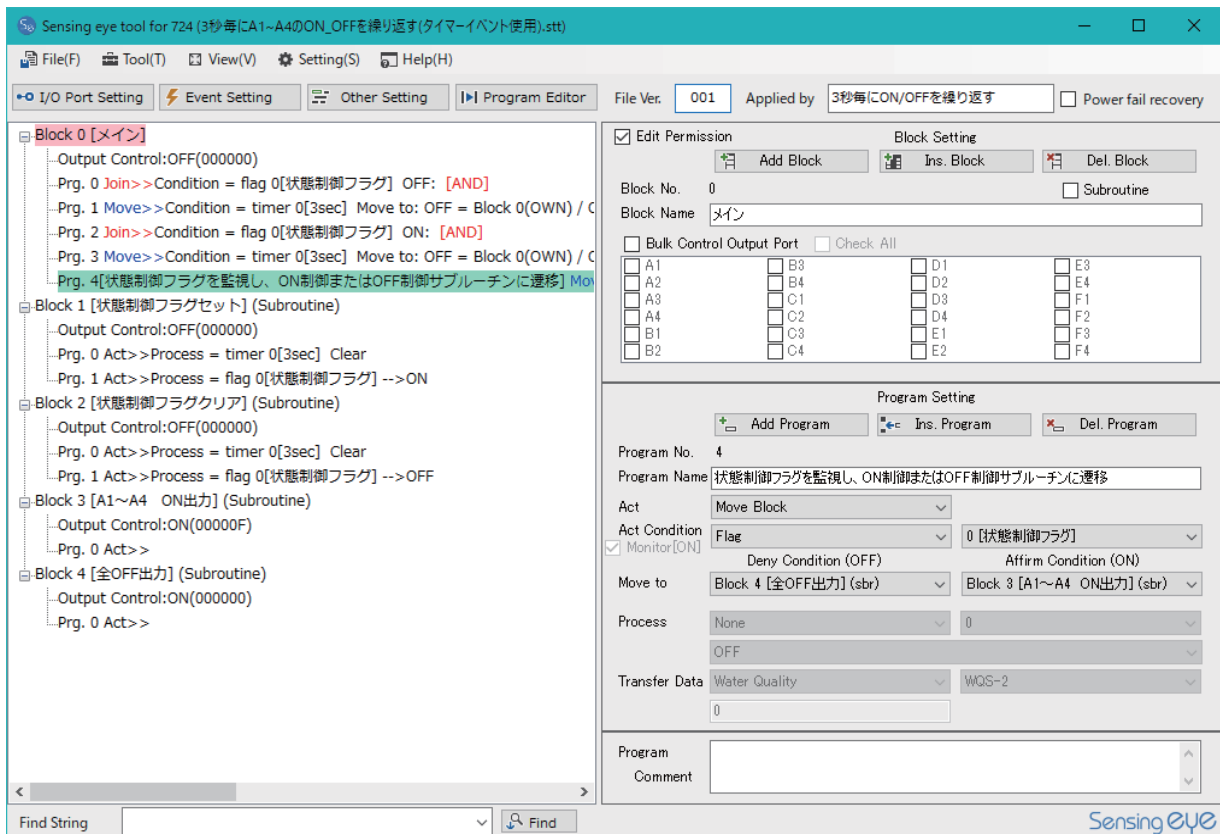 Sensing eye tool for 724 (3秒毎にA1~A4のON_OFFを繰り返す(タイマーイベント使用).stt)
File(F) Tool(T) View(V) Setting(S) Help(H)
I/O Port Setting Event Setting Other Setting Program Editor File Ver. 001 Applied by 3秒毎にON/OFFを繰り返す Power fail recovery
Block 0 [メイン]
Output Control:OFF(000000)
Prg. 0 Join>>Condition = flag 0[状態制御フラグ] OFF: [AND]
Prg. 1 Move>>Condition = timer 0[3sec] Move to: OFF = Block 0(OWN) / C
Prg. 2 Join>>Condition = flag 0[状態制御フラグ] ON: [AND]
Prg. 3 Move>>Condition = timer 0[3sec] Move to: OFF = Block 0(OWN) / C
Prg. 4[状態制御フラグを監視し、ON制御またはOFF制御サブルーチンに遷移] Mov
Block 1 [状態制御フラグセット] (Subroutine)
Output Control:OFF(000000)
Prg. 0 Act>>Process = timer 0[3sec] Clear
Prg. 1 Act>>Process = flag 0[状態制御フラグ] -->ON
Block 2 [状態制御フラグクリア] (Subroutine)
Output Control:OFF(000000)
Prg. 0 Act>>Process = timer 0[3sec] Clear
Prg. 1 Act>>Process = flag 0[状態制御フラグ] -->OFF
Block 3 [A1～A4　ON出力] (Subroutine)
Output Control:ON(00000F)
Prg. 0 Act>>
Block 4 [全OFF出力] (Subroutine)
Output Control:ON(000000)
Prg. 0 Act>>
Find String Find
Edit Permission Block Setting
Add Block Ins. Block Del. Block
Block No. 0 Subroutine
Block Name メイン
Bulk Control Output Port Check All
A1 B3 D1 E3
A2 B4 D2 E4
A3 C1 D3 F1
A4 C2 D4 F2
B1 C3 E1 F3
B2 C4 E2 F4
Program Setting
Add Program Ins. Program Del. Program
Program No. 4
Program Name 状態制御フラグを監視し、ON制御またはOFF制御サブルーチンに遷移
Act Move Block
Act Condition Flag 0 [状態制御フラグ]
Monitor[ON]
Deny Condition (OFF) Affirm Condition (ON)
Move to Block 4 [全OFF出力] (sbr) Block 3 [A1～A4 ON出力] (sbr)
Process None 0
OFF
Transfer Data Water Quality WQS-2
0
Program
Comment
Sensing eye